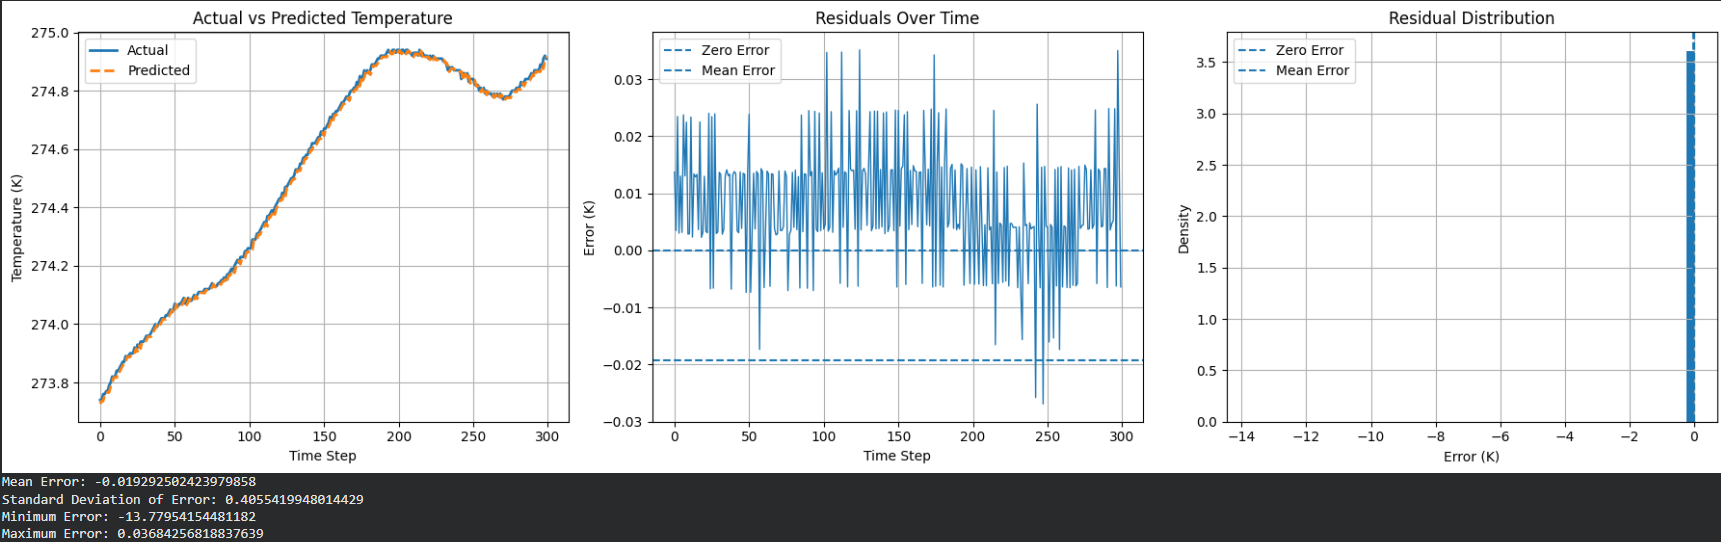 Actual vs Predicted Temperature
275.0
274.8
274.6
274.4
274.2
274.0
273.8
Temperature (K)
Actual
Predicted
0 50 100 150 200 250 300
Time Step
Residuals Over Time
0.03
0.02
0.01
0.00
−0.01
−0.02
−0.03
Error (K)
Zero Error
Mean Error
0 50 100 150 200 250 300
Time Step
Residual Distribution
3.5
3.0
2.5
2.0
1.5
1.0
0.5
0.0
Density
Zero Error
Mean Error
−14 −12 −10 −8 −6 −4 −2 0
Error (K)
Mean Error: -0.019292502423979858
Standard Deviation of Error: 0.4055419948014429
Minimum Error: -13.77954154481182
Maximum Error: 0.03684256818837639